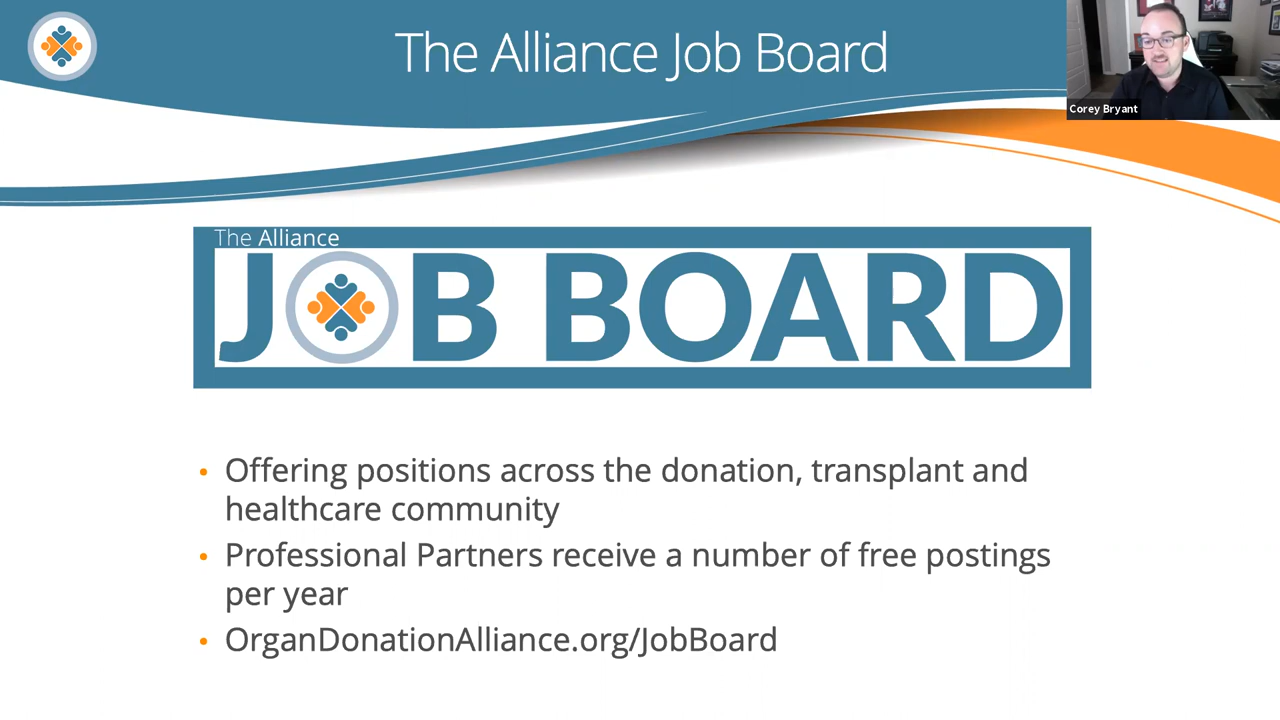 The Alliance Job Board
Corey Bryant
The Alliance
JOB BOARD
• Offering positions across the donation, transplant and
healthcare community
• Professional Partners receive a number of free postings
per year
• OrganDonationAlliance.org/JobBoard